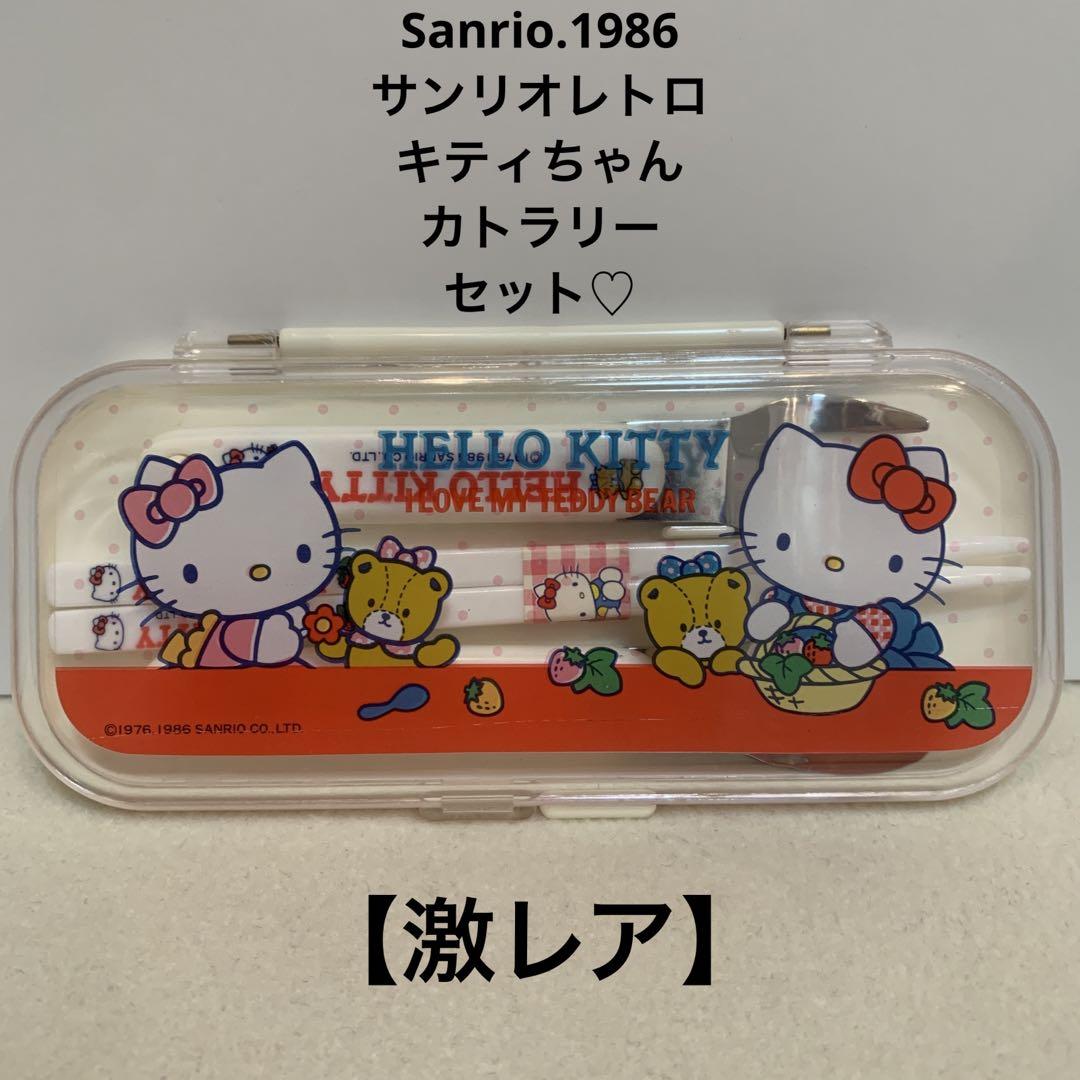 Sanrio.1986
サンリオレトロ
キティちゃん
カトラリー
セット♡
HELLO KITTY
©1976,1986 SANRIO CO., LTD.
HELLO KITTY
I LOVE MY TEDDY BEAR
KITTY
LTD
©1976, 1986 SANRIO CO., LTD.
【激レア】